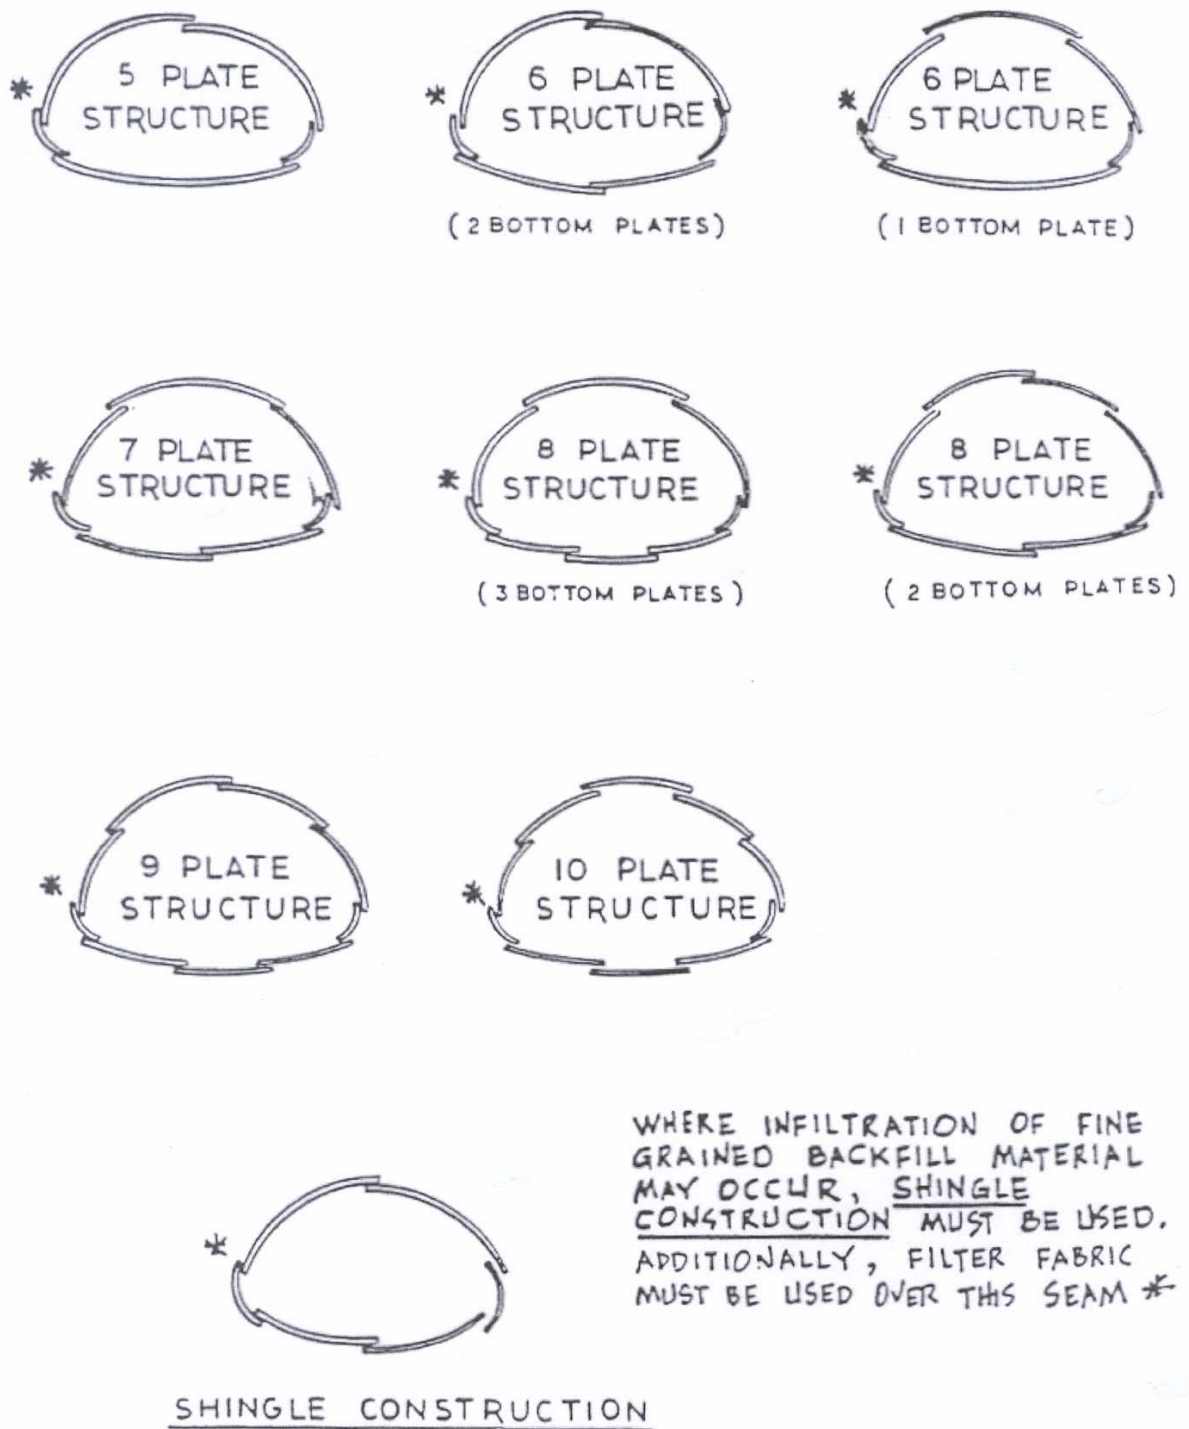 5 PLATE
STRUCTURE
*
6 PLATE
STRUCTURE
*
(2 BOTTOM PLATES)
6 PLATE
STRUCTURE
*
(1 BOTTOM PLATE)
7 PLATE
STRUCTURE
*
8 PLATE
STRUCTURE
*
(3 BOTTOM PLATES)
8 PLATE
STRUCTURE
*
(2 BOTTOM PLATES)
9 PLATE
STRUCTURE
*
10 PLATE
STRUCTURE
*
*
WHERE INFILTRATION OF FINE
GRAINED BACKFILL MATERIAL
MAY OCCUR, SHINGLE
CONSTRUCTION MUST BE USED.
ADDITIONALLY, FILTER FABRIC
MUST BE USED OVER THIS SEAM *
SHINGLE CONSTRUCTION